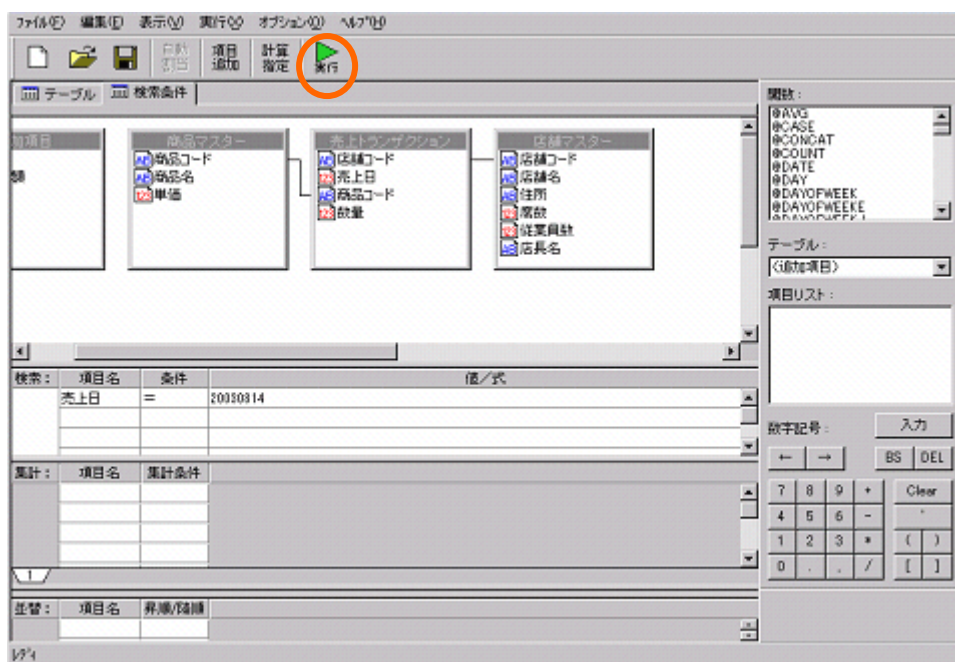 ファイル(F) 編集(E) 表示(V) 実行(X) オプション(O) ヘルプ(H)
自動割当 項目追加 計算指定 実行
テーブル 検索条件
加項目 商品マスター 売上トランザクション 店舗マスター
額
商品コード
商品名
単価
店舗コード
売上日
商品コード
数量
店舗コード
店舗名
住所
席数
従業員数
店長名
関数:
@AVG
@CASE
@CONCAT
@COUNT
@DATE
@DAY
@DAYOFWEEK
@DAYOFWEEKE
@DAYOFWEEKJ
テーブル:
(追加項目)
項目リスト:
検索: 項目名 条件 値/式
売上日 = 20030814
集計: 項目名 集計条件
1
並替: 項目名 昇順/降順
数字記号: 入力
← → BS DEL
7 8 9 + Clear
4 5 6 - '
1 2 3 * ( )
0 . , / [ ]
レディ